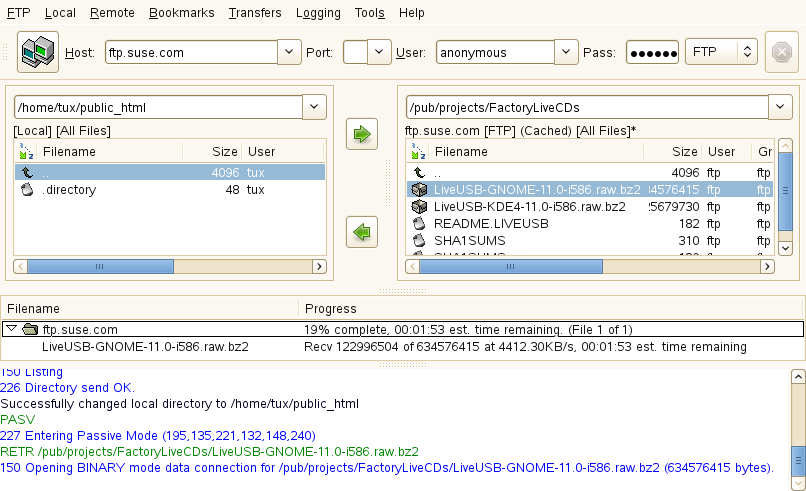 FTP Local Remote Bookmarks Transfers Logging Tools Help
Host: ftp.suse.com Port: User: anonymous Pass: ●●●●●● FTP
/home/tux/public_html
[Local] [All Files]
Filename Size User
.. 4096 tux
.directory 48 tux
/pub/projects/FactoryLiveCDs
ftp.suse.com [FTP] (Cached) [All Files]*
Filename Size User Gr
.. 4096 ftp ftp
LiveUSB-GNOME-11.0-i586.raw.bz2 34576415 ftp ftp
LiveUSB-KDE4-11.0-i586.raw.bz2 25679730 ftp ftp
README.LIVEUSB 182 ftp ftp
SHA1SUMS 310 ftp ftp
Filename Progress
ftp.suse.com 19% complete, 00:01:53 est. time remaining. (File 1 of 1)
LiveUSB-GNOME-11.0-i586.raw.bz2 Recv 122996504 of 634576415 at 4412.30KB/s, 00:01:53 est. time remaining
150 Listing
226 Directory send OK.
Successfully changed local directory to /home/tux/public_html
PASV
227 Entering Passive Mode (195,135,221,132,148,240)
RETR /pub/projects/FactoryLiveCDs/LiveUSB-GNOME-11.0-i586.raw.bz2
150 Opening BINARY mode data connection for /pub/projects/FactoryLiveCDs/LiveUSB-GNOME-11.0-i586.raw.bz2 (634576415 bytes).